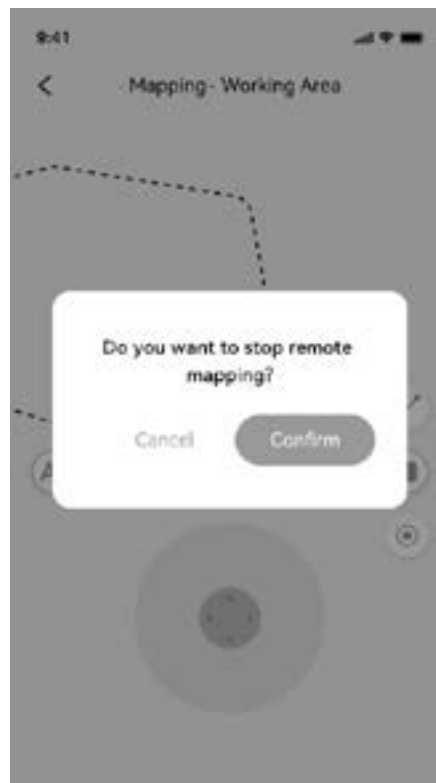 9:41
Mapping- Working Area
Do you want to stop remote
mapping?
Cancel
Confirm
A